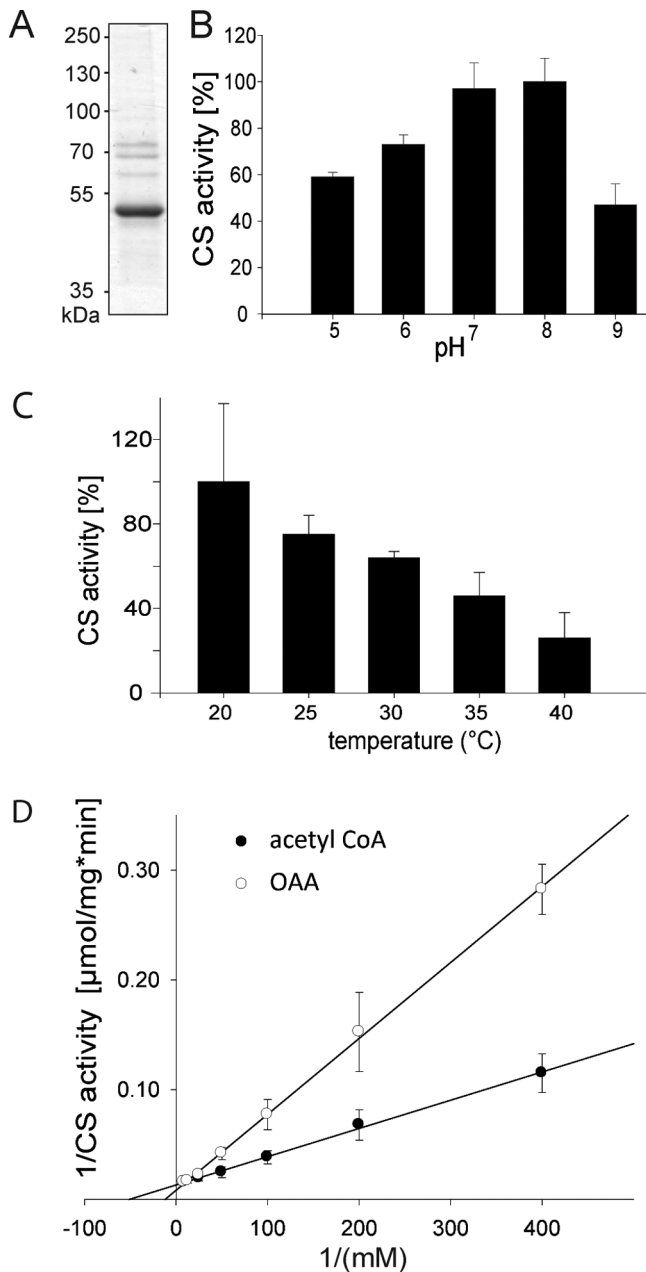 A
250
130
100
70
55
35
kDa
B
CS activity [%]
120
100
80
60
40
20
0
5 6 7 8 9
pH
C
CS activity [%]
120
80
40
0
20 25 30 35 40
temperature (°C)
D
1/CS activity [µmol/mg*min]
0.30
0.20
0.10
acetyl CoA
OAA
-100 0 100 200 300 400
1/(mM)